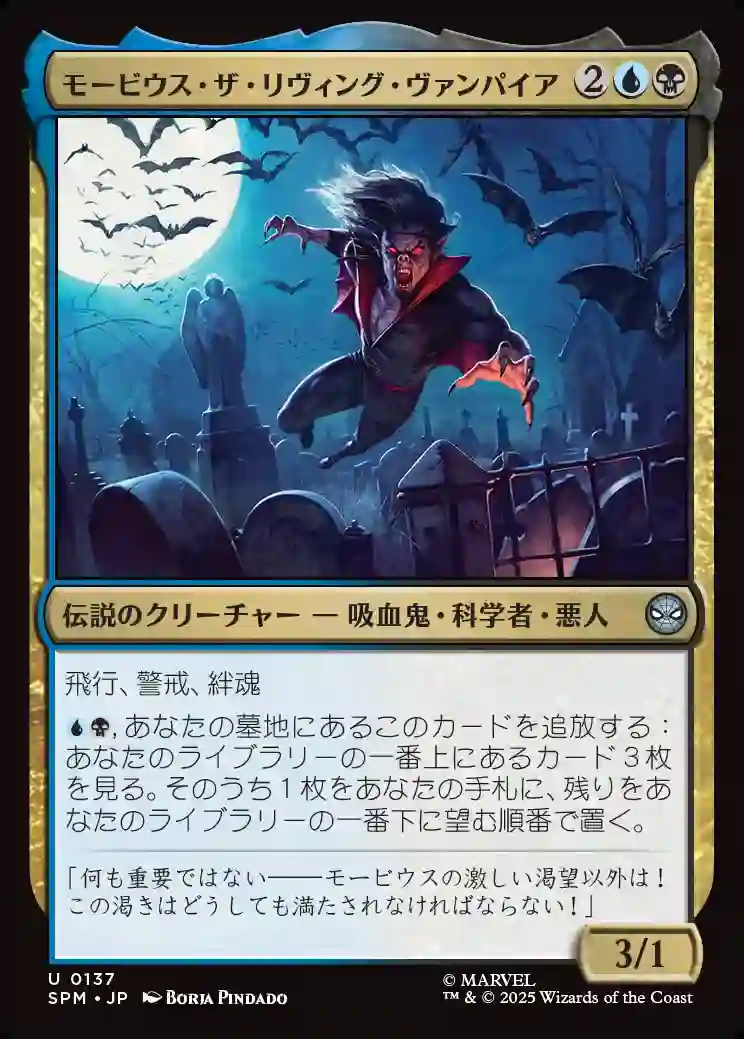 モービウス・ザ・リヴィング・ヴァンパイア 2
伝説のクリーチャー — 吸血鬼・科学者・悪人
飛行、警戒、絆魂
,あなたの墓地にあるこのカードを追放する：
あなたのライブラリーの一番上にあるカード３枚
を見る。そのうち１枚をあなたの手札に、残りをあ
なたのライブラリーの一番下に望む順番で置く。
「何も重要ではない――モービウスの激しい渇望以外は！
この渇きはどうしても満たされなければならない！」
3/1
U 0137
SPM • JP Borja Pindado
© MARVEL
™ & © 2025 Wizards of the Coast